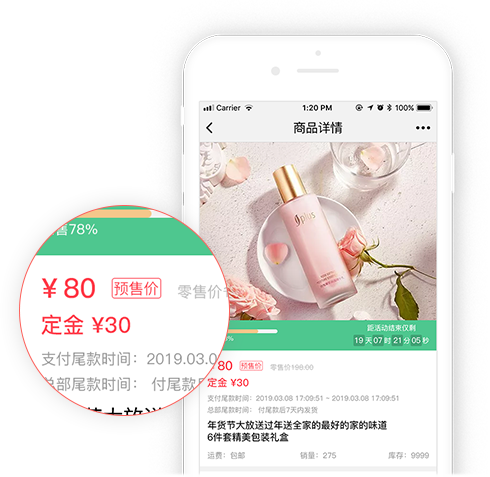 Carrier
1:20 PM
100%
商品详情
plus
距活动结束仅剩
19 天 07 时 21 分 05 秒
¥ 80 预售价 零售价198.00
定金 ¥30
支付尾款时间：2019.03.08 17:09:51 ~ 2019.03.08 17:09:51
总部尾款时间： 付尾款后7天内发货
年货节大放送过年送全家的最好的家的味道
6件套精美包装礼盒
运费：包邮 销量：275 库存：9999
售78%
¥ 80 预售价 零售价
定金 ¥30
支付尾款时间：2019.03.0
总部尾款时间： 付尾款
大放送